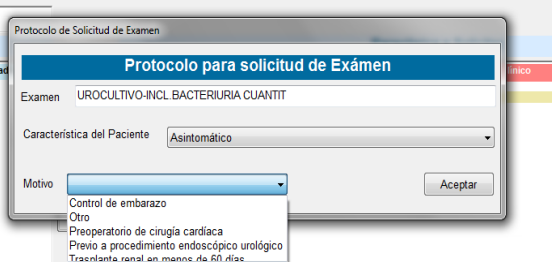 Protocolo de Solicitud de Examen
Protocolo para solicitud de Exámen
Examen UROCULTIVO-INCL.BACTERIURIA CUANTIT
Característica del Paciente Asintomático
Motivo
Aceptar
Control de embarazo
Otro
Preoperatorio de cirugía cardíaca
Previo a procedimiento endoscópico urológico
Trasplante renal en menos de 60 días